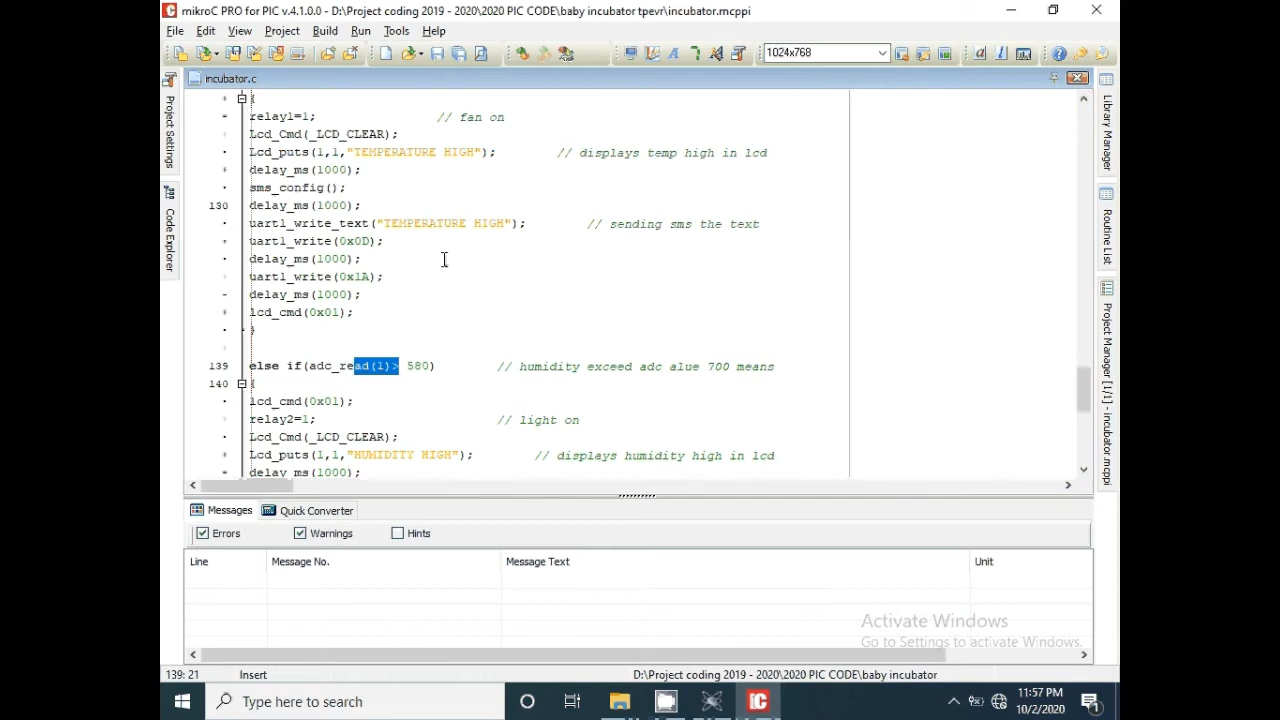 mikroC PRO for PIC v.4.1.0.0 - D:\Project coding 2019 - 2020\2020 PIC CODE\baby incubator tpevr\incubator.mcppi
File Edit View Project Build Run Tools Help
1024x768
incubator.c
{
relay1=1; // fan on
Lcd_Cmd(_LCD_CLEAR);
Lcd_puts(1,1,"TEMPERATURE HIGH"); // displays temp high in lcd
delay_ms(1000);
sms_config();
130 delay_ms(1000);
uart1_write_text("TEMPERATURE HIGH"); // sending sms the text
uart1_write(0x0D);
delay_ms(1000);
uart1_write(0x1A);
delay_ms(1000);
lcd_cmd(0x01);
}
139 else if(adc_read(1)> 580) // humidity exceed adc alue 700 means
140 {
lcd_cmd(0x01);
relay2=1; // light on
Lcd_Cmd(_LCD_CLEAR);
Lcd_puts(1,1,"HUMIDITY HIGH"); // displays humidity high in lcd
delay_ms(1000);
Project Settings
Code Explorer
Library Manager
Routine List
Project Manager [1/1] - incubator.mcppi
Messages Quick Converter
Errors Warnings Hints
Line Message No. Message Text Unit
Activate Windows
Go to Settings to activate Windows.
139: 21 Insert D:\Project coding 2019 - 2020\2020 PIC CODE\baby incubator
Type here to search
11:57 PM
10/2/2020
1